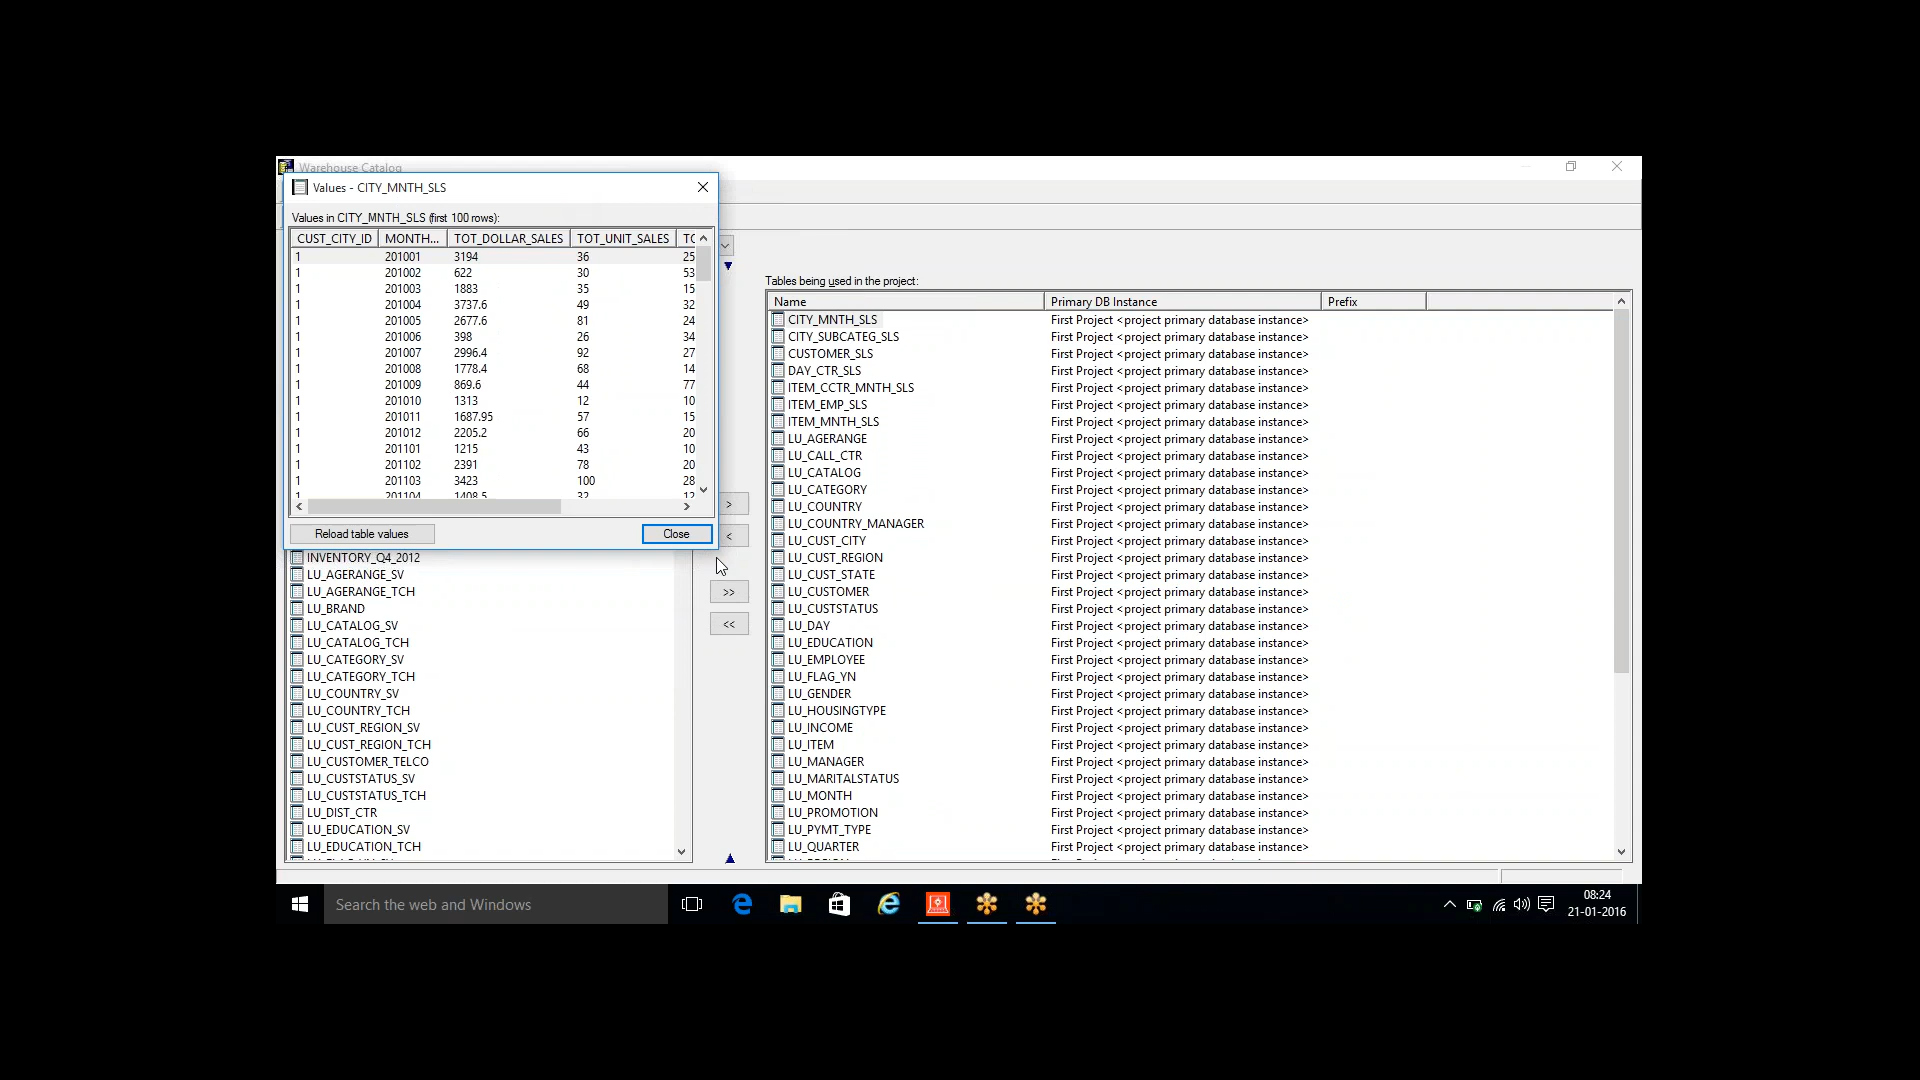 Warehouse Catalog
Values - CITY_MNTH_SLS
Values in CITY_MNTH_SLS (first 100 rows):
CUST_CITY_ID MONTH... TOT_DOLLAR_SALES TOT_UNIT_SALES TC
1 201001 3194 36 25
1 201002 622 30 53
1 201003 1883 35 15
1 201004 3737.6 49 32
1 201005 2677.6 81 24
1 201006 398 26 34
1 201007 2996.4 92 27
1 201008 1778.4 68 14
1 201009 869.6 44 77
1 201010 1313 12 10
1 201011 1687.95 57 15
1 201012 2205.2 66 20
1 201101 1215 43 10
1 201102 2391 78 20
1 201103 3423 100 28
1 201104 1408.5 32 12
Reload table values Close
INVENTORY_Q4_2012
LU_AGERANGE_SV
LU_AGERANGE_TCH
LU_BRAND
LU_CATALOG_SV
LU_CATALOG_TCH
LU_CATEGORY_SV
LU_CATEGORY_TCH
LU_COUNTRY_SV
LU_COUNTRY_TCH
LU_CUST_REGION_SV
LU_CUST_REGION_TCH
LU_CUSTOMER_TELCO
LU_CUSTSTATUS_SV
LU_CUSTSTATUS_TCH
LU_DIST_CTR
LU_EDUCATION_SV
LU_EDUCATION_TCH
>
<
>>
<<
Tables being used in the project:
Name Primary DB Instance Prefix
CITY_MNTH_SLS First Project <project primary database instance>
CITY_SUBCATEG_SLS First Project <project primary database instance>
CUSTOMER_SLS First Project <project primary database instance>
DAY_CTR_SLS First Project <project primary database instance>
ITEM_CCTR_MNTH_SLS First Project <project primary database instance>
ITEM_EMP_SLS First Project <project primary database instance>
ITEM_MNTH_SLS First Project <project primary database instance>
LU_AGERANGE First Project <project primary database instance>
LU_CALL_CTR First Project <project primary database instance>
LU_CATALOG First Project <project primary database instance>
LU_CATEGORY First Project <project primary database instance>
LU_COUNTRY First Project <project primary database instance>
LU_COUNTRY_MANAGER First Project <project primary database instance>
LU_CUST_CITY First Project <project primary database instance>
LU_CUST_REGION First Project <project primary database instance>
LU_CUST_STATE First Project <project primary database instance>
LU_CUSTOMER First Project <project primary database instance>
LU_CUSTSTATUS First Project <project primary database instance>
LU_DAY First Project <project primary database instance>
LU_EDUCATION First Project <project primary database instance>
LU_EMPLOYEE First Project <project primary database instance>
LU_FLAG_YN First Project <project primary database instance>
LU_GENDER First Project <project primary database instance>
LU_HOUSINGTYPE First Project <project primary database instance>
LU_INCOME First Project <project primary database instance>
LU_ITEM First Project <project primary database instance>
LU_MANAGER First Project <project primary database instance>
LU_MARITALSTATUS First Project <project primary database instance>
LU_MONTH First Project <project primary database instance>
LU_PROMOTION First Project <project primary database instance>
LU_PYMT_TYPE First Project <project primary database instance>
LU_QUARTER First Project <project primary database instance>
Search the web and Windows
08:24
21-01-2016